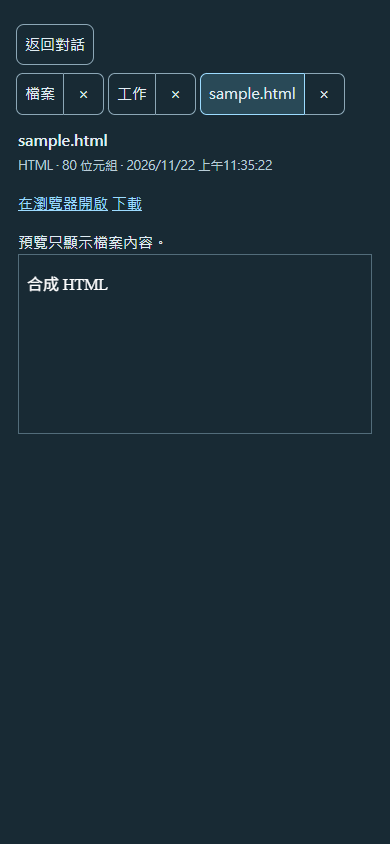 返回對話
檔案 × 工作 × sample.html ×
sample.html
HTML · 80 位元組 · 2026/11/22 上午11:35:22
在瀏覽器開啟 下載
預覽只顯示檔案內容。
合成 HTML